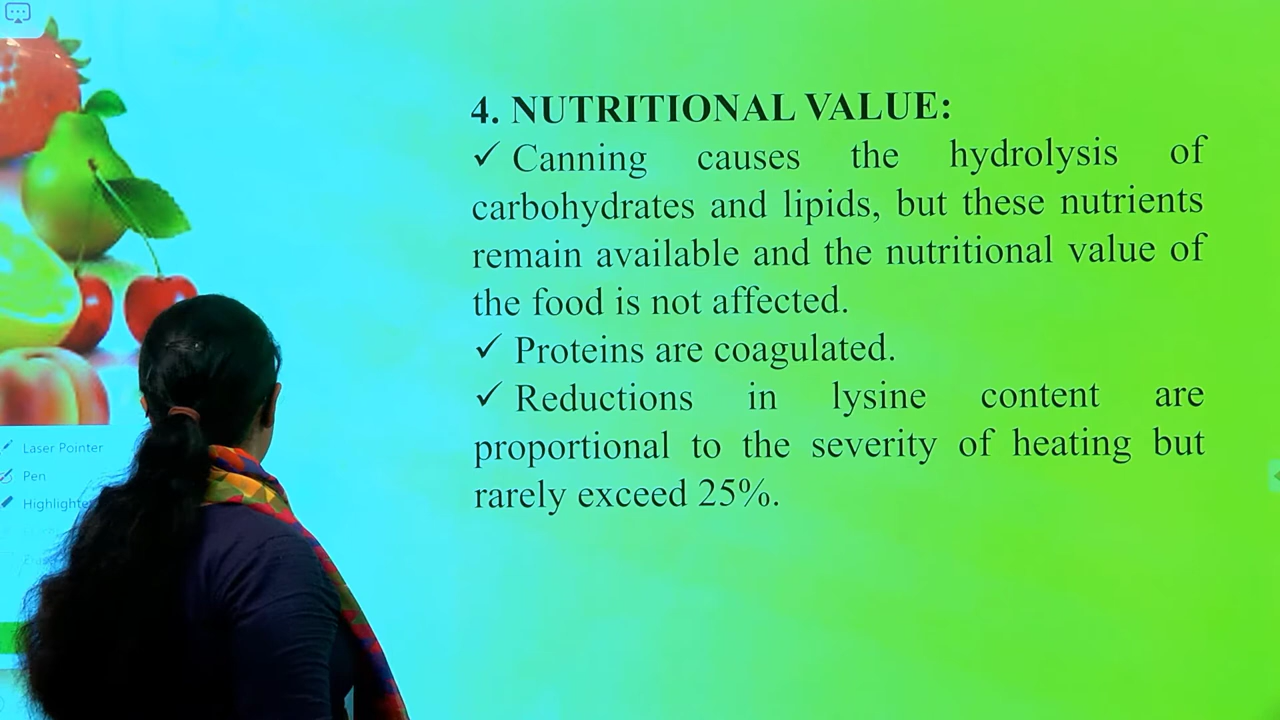 4. NUTRITIONAL VALUE:
✓ Canning causes the hydrolysis of
carbohydrates and lipids, but these nutrients
remain available and the nutritional value of
the food is not affected.
✓ Proteins are coagulated.
✓ Reductions in lysine content are
proportional to the severity of heating but
rarely exceed 25%.
Laser Pointer
Pen